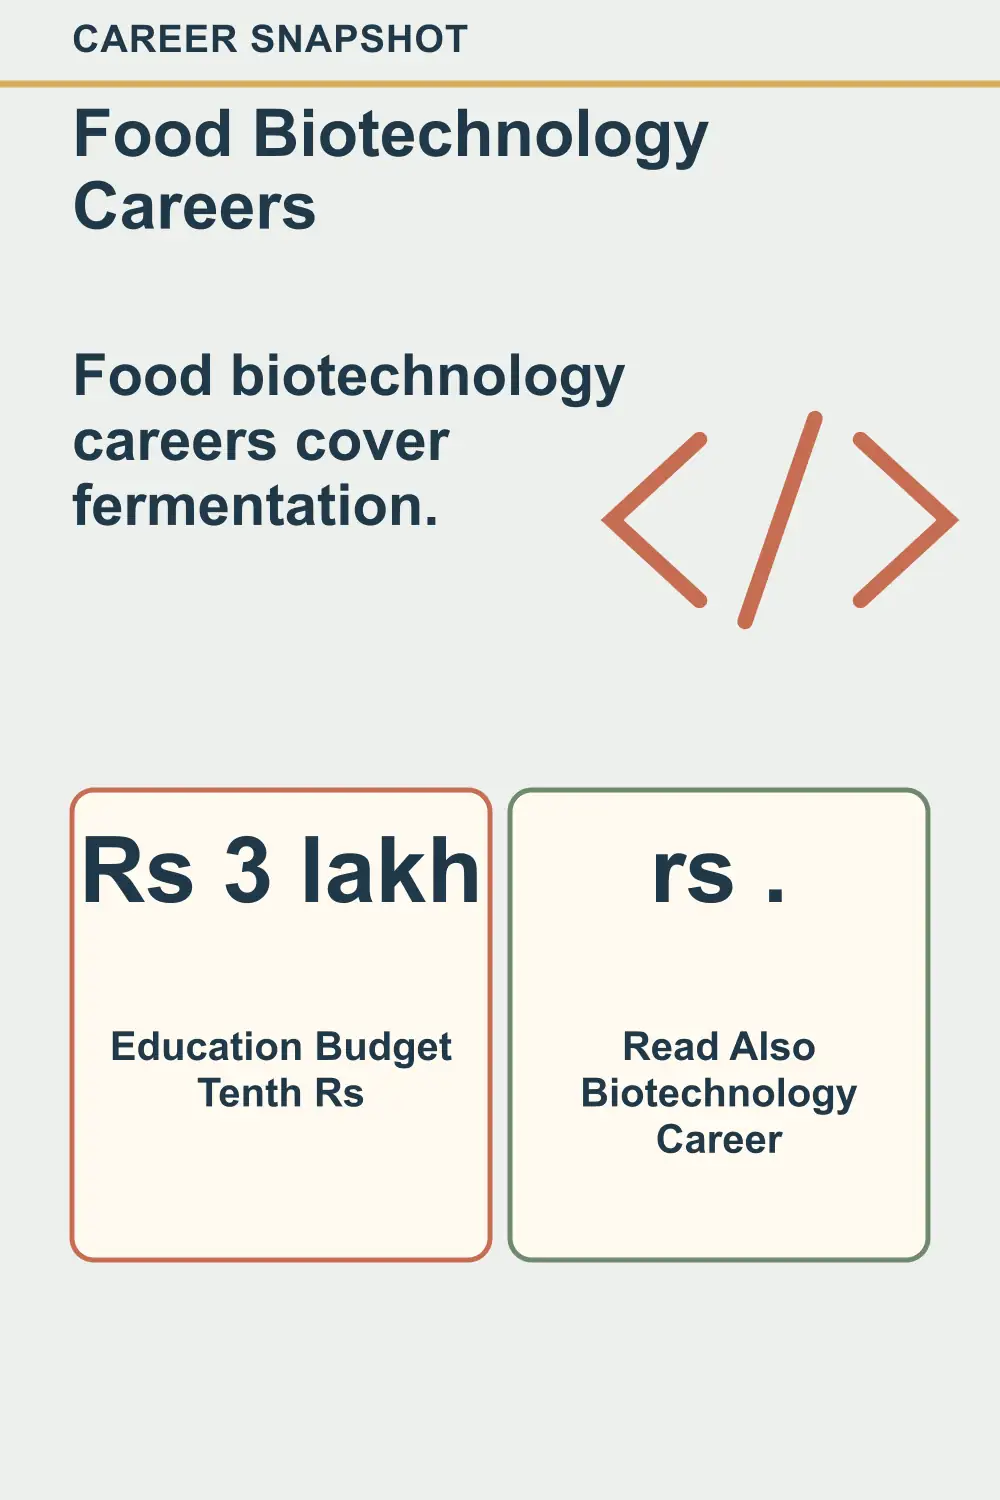 CAREER SNAPSHOT
Food Biotechnology
Careers
Food biotechnology
careers cover
fermentation.
Rs 3 lakh
Education Budget
Tenth Rs
rs .
Read Also
Biotechnology
Career